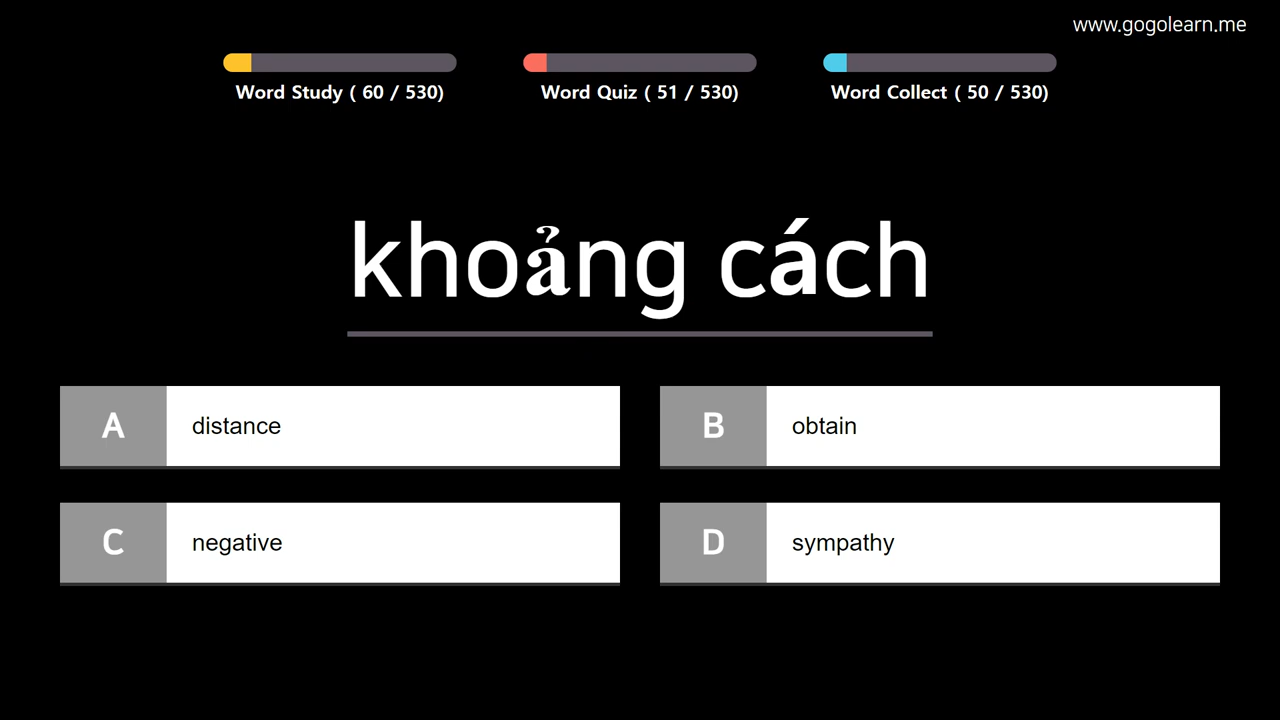 www.gogolearn.me
Word Study ( 60 / 530)
Word Quiz ( 51 / 530)
Word Collect ( 50 / 530)
khoảng cách
A distance
B obtain
C negative
D sympathy